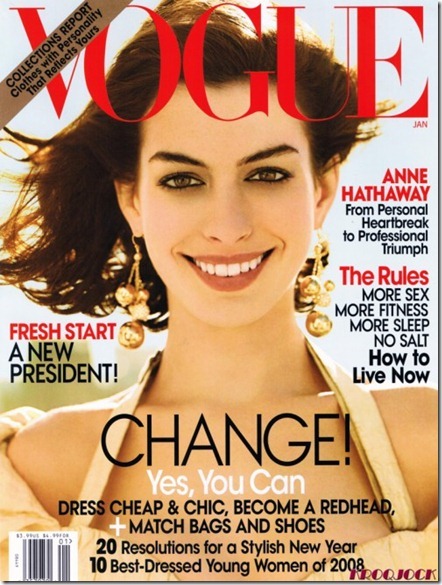 COLLECTIONS REPORT
Clothes with Personality
That Reflects Yours
VOGUE
JAN
ANNE
HATHAWAY
From Personal
Heartbreak
to Professional
Triumph
The Rules
MORE SEX
MORE FITNESS
MORE SLEEP
NO SALT
How to
Live Now
FRESH START
A NEW
PRESIDENT!
CHANGE!
Yes, You Can
DRESS CHEAP & CHIC, BECOME A REDHEAD,
+ MATCH BAGS AND SHOES
20 Resolutions for a Stylish New Year
10 Best-Dressed Young Women of 2008
01>
KROQJOCK